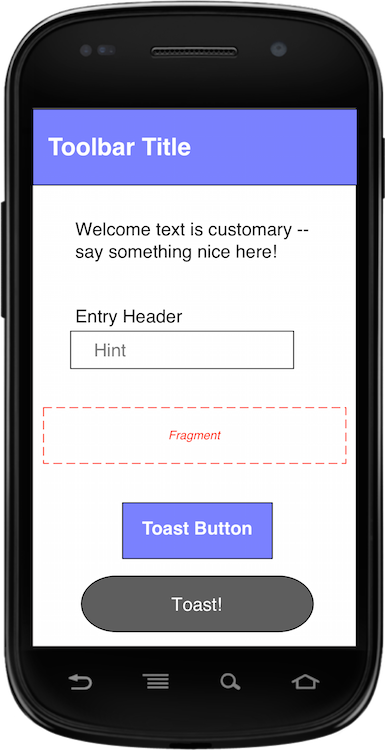 Toolbar Title
Welcome text is customary --
say something nice here!
Entry Header
Hint
Fragment
Toast Button
Toast!